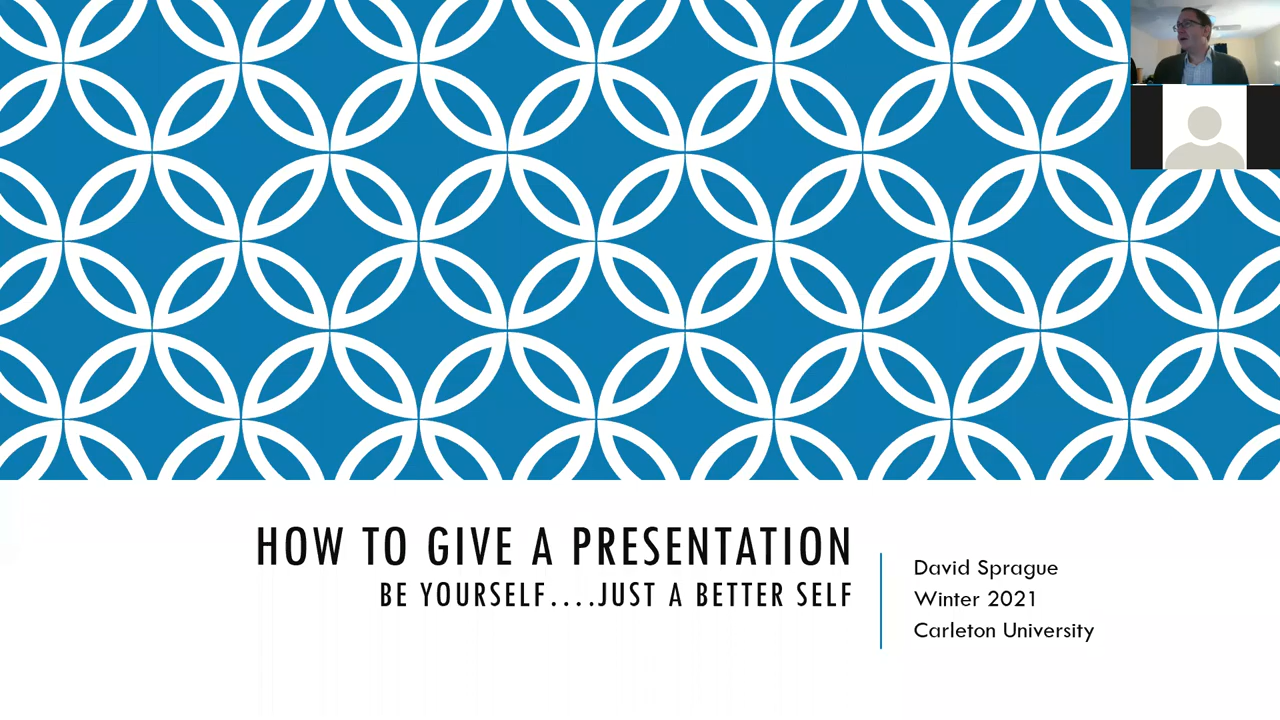 HOW TO GIVE A PRESENTATION
BE YOURSELF....JUST A BETTER SELF
David Sprague
Winter 2021
Carleton University